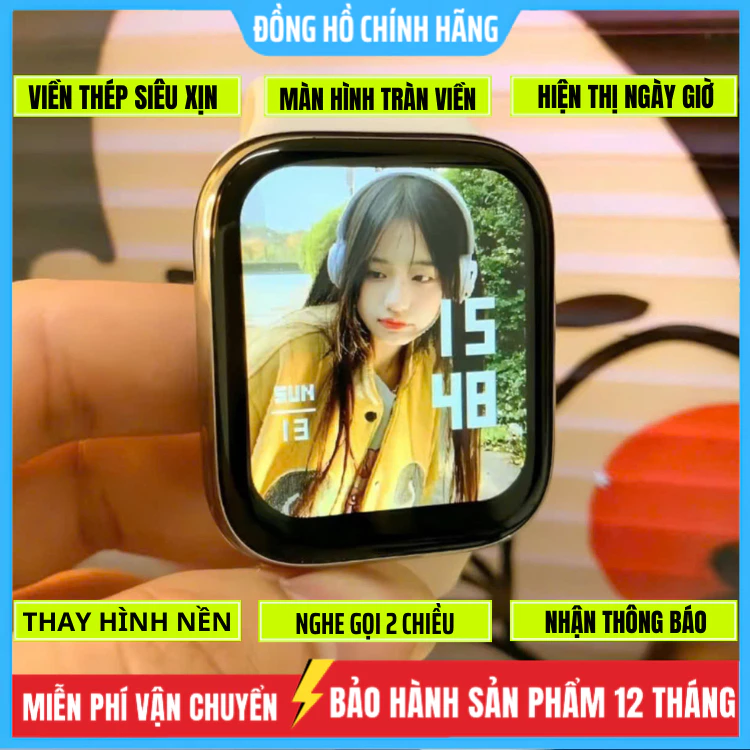 ĐỒNG HỒ CHÍNH HÃNG
VIỀN THÉP SIÊU XỊN
MÀN HÌNH TRÀN VIỀN
HIỆN THỊ NGÀY GIỜ
15
48
SUN
13
THAY HÌNH NỀN
NGHE GỌI 2 CHIỀU
NHẬN THÔNG BÁO
MIỄN PHÍ VẬN CHUYỂN
BẢO HÀNH SẢN PHẨM 12 THÁNG